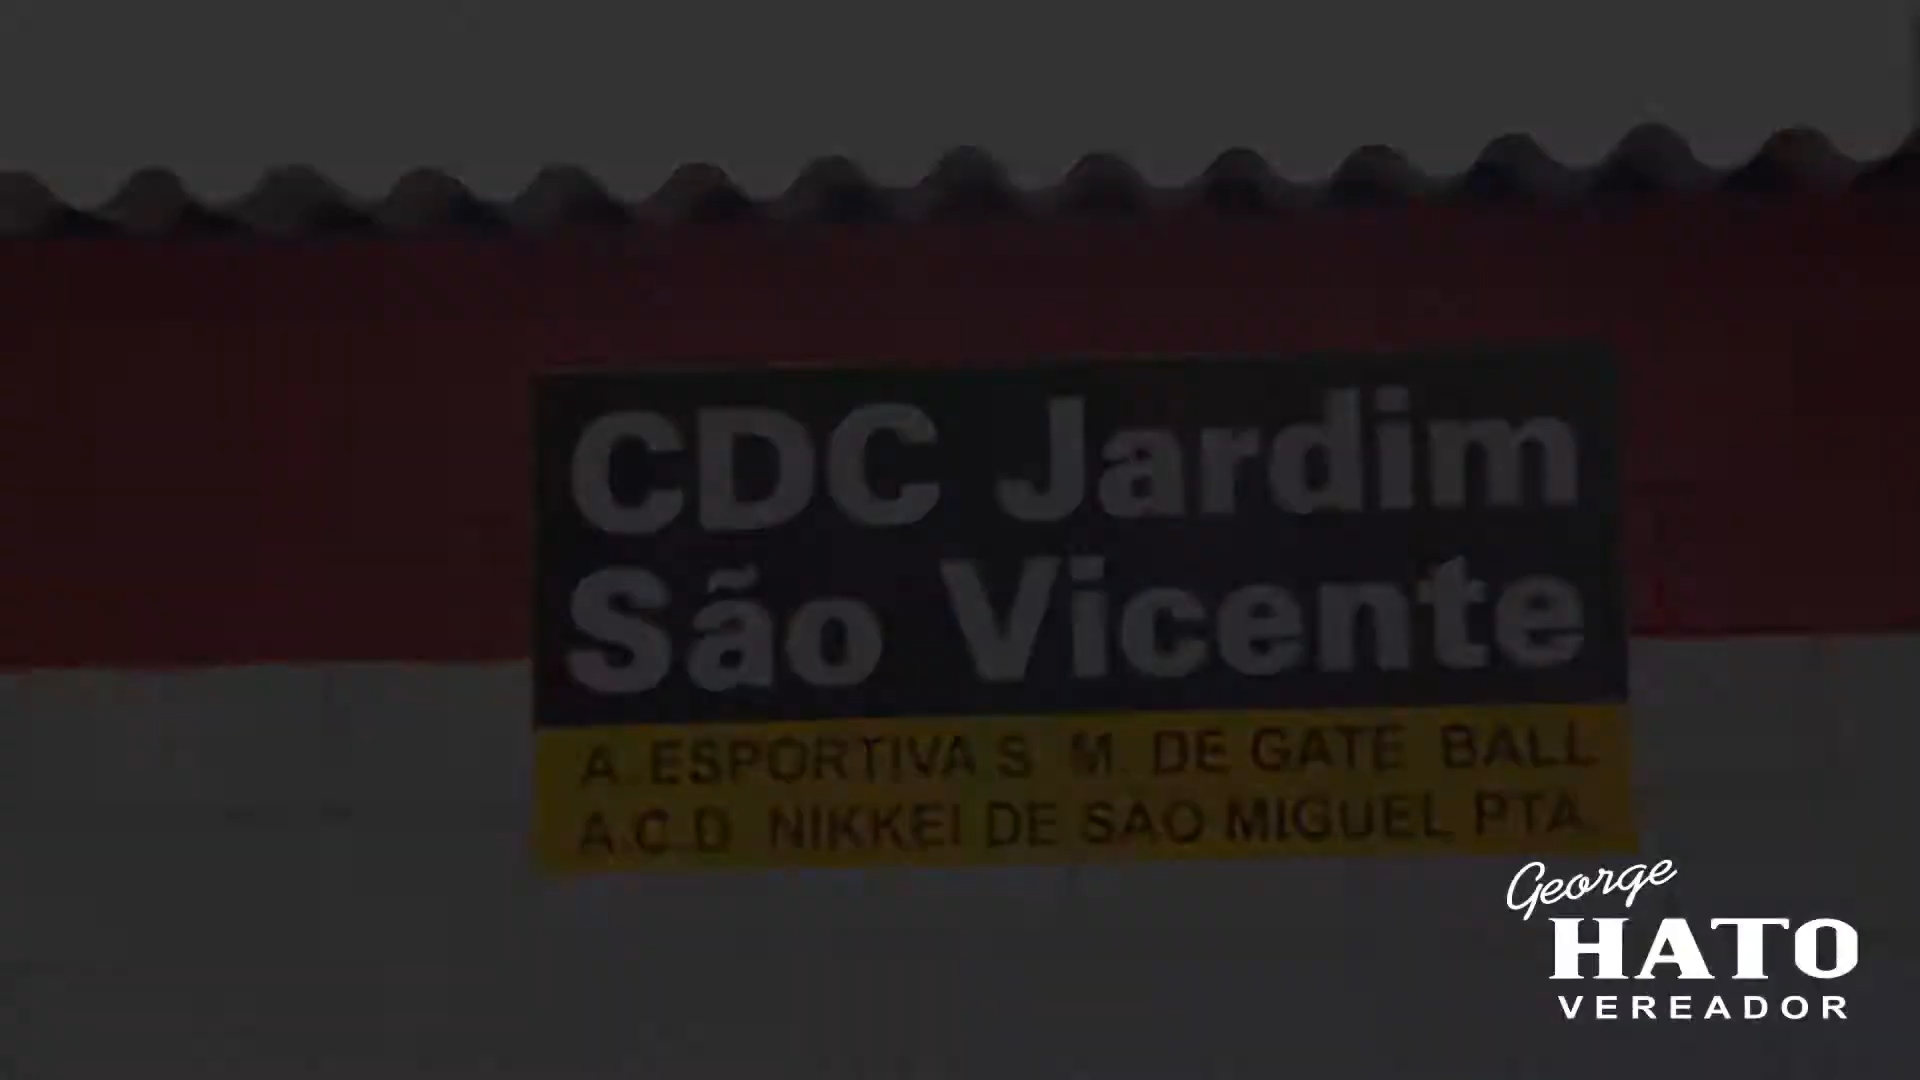 CDC Jardim
São Vicente
A. ESPORTIVA S. M. DE GATE BALL
A.C.D. NIKKEI DE SAO MIGUEL PTA.
George
HATO
VEREADOR